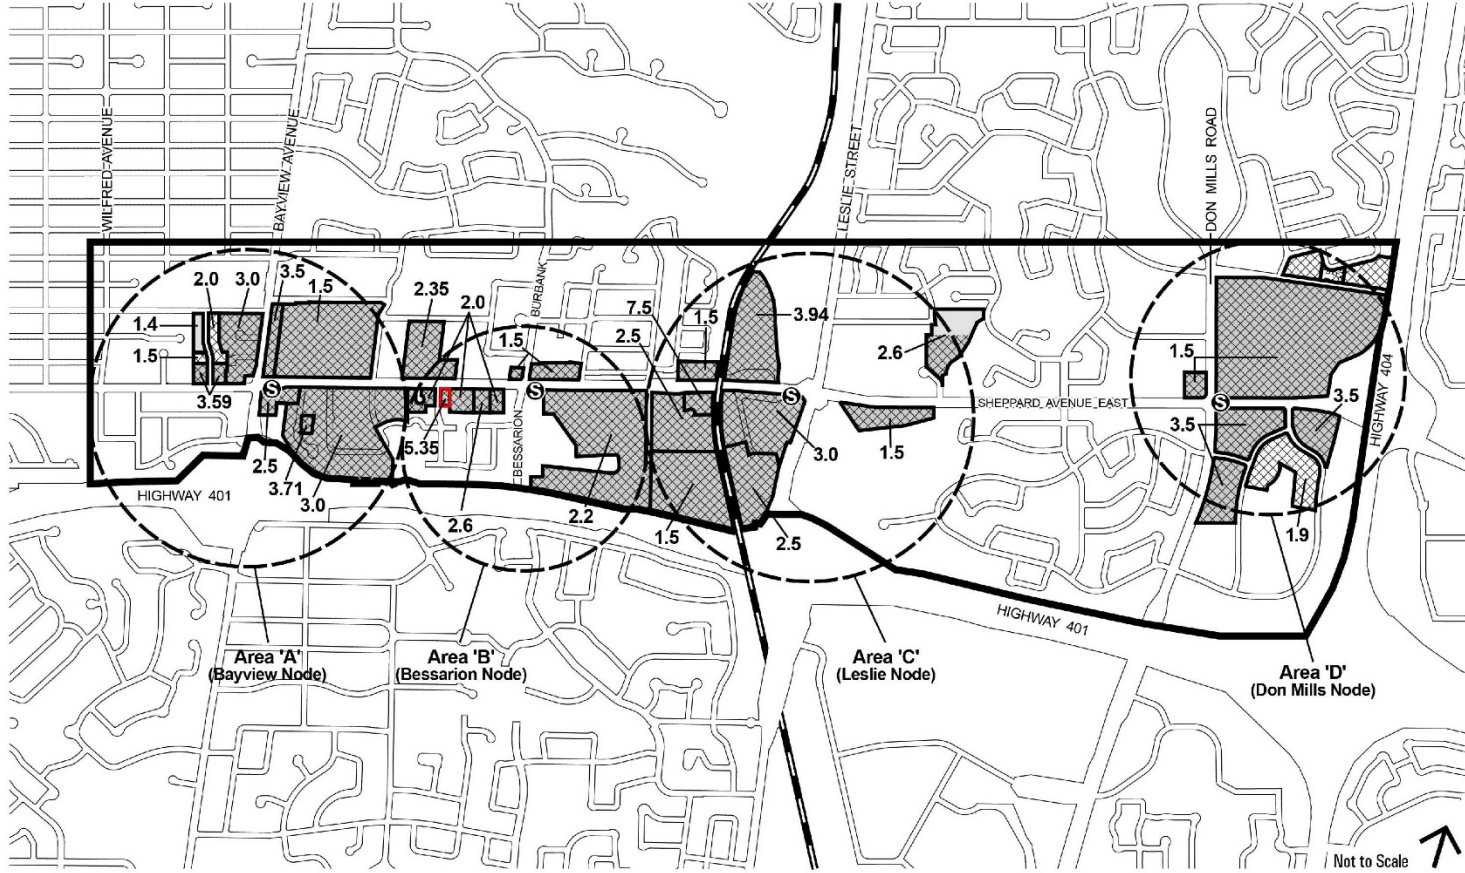 WILFRED AVENUE
BAYVIEW AVENUE
LESLIE STREET
DON MILLS ROAD
BURBANK
2.0
3.0
3.5
1.5
2.35
2.0
7.5
1.5
3.94
1.4
1.5
1.5
2.5
2.6
1.5
HIGHWAY 404
3.59
S
S
S
S
SHEPPARD AVENUE EAST
3.5
3.5
2.5
3.71
3.0
5.35
BESSARION
2.6
2.2
1.5
3.0
2.5
1.5
1.9
HIGHWAY 401
HIGHWAY 401
Area 'A'
(Bayview Node)
Area 'B'
(Bessarion Node)
Area 'C'
(Leslie Node)
Area 'D'
(Don Mills Node)
Not to Scale